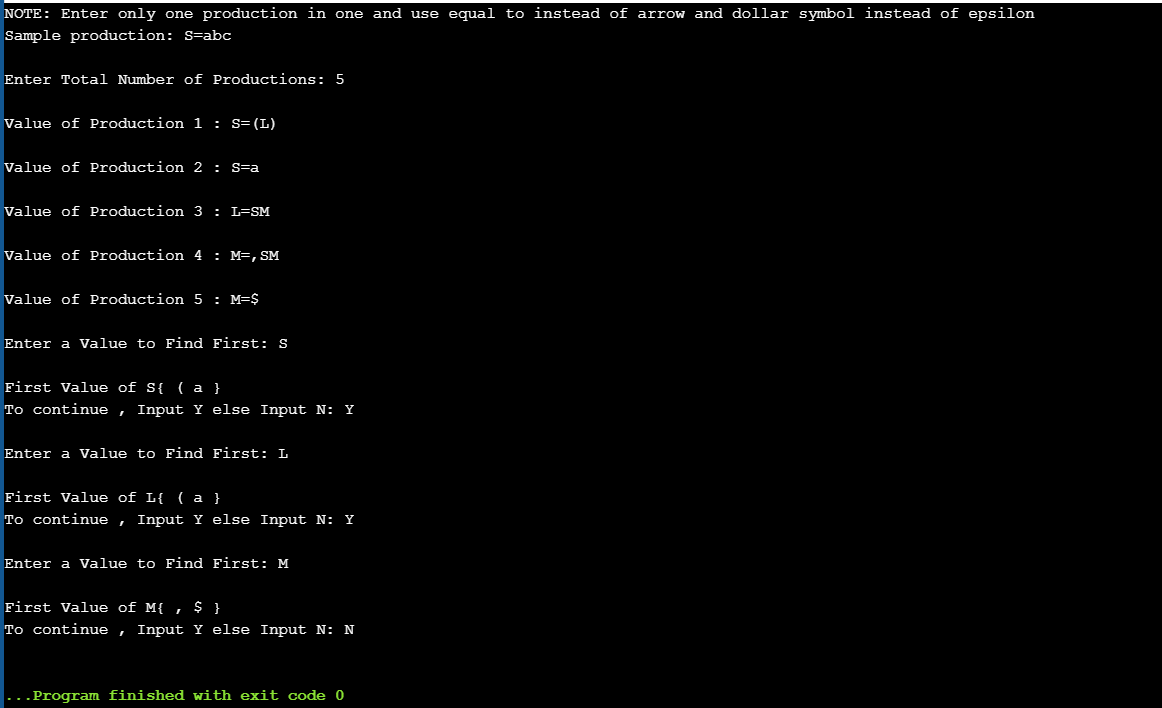 NOTE: Enter only one production in one and use equal to instead of arrow and dollar symbol instead of epsilon
Sample production: S=abc
Enter Total Number of Productions: 5
Value of Production 1 : S=(L)
Value of Production 2 : S=a
Value of Production 3 : L=SM
Value of Production 4 : M=,SM
Value of Production 5 : M=$
Enter a Value to Find First: S
First Value of S{ ( a }
To continue , Input Y else Input N: Y
Enter a Value to Find First: L
First Value of L{ ( a }
To continue , Input Y else Input N: Y
Enter a Value to Find First: M
First Value of M{ , $ }
To continue , Input Y else Input N: N
...Program finished with exit code 0